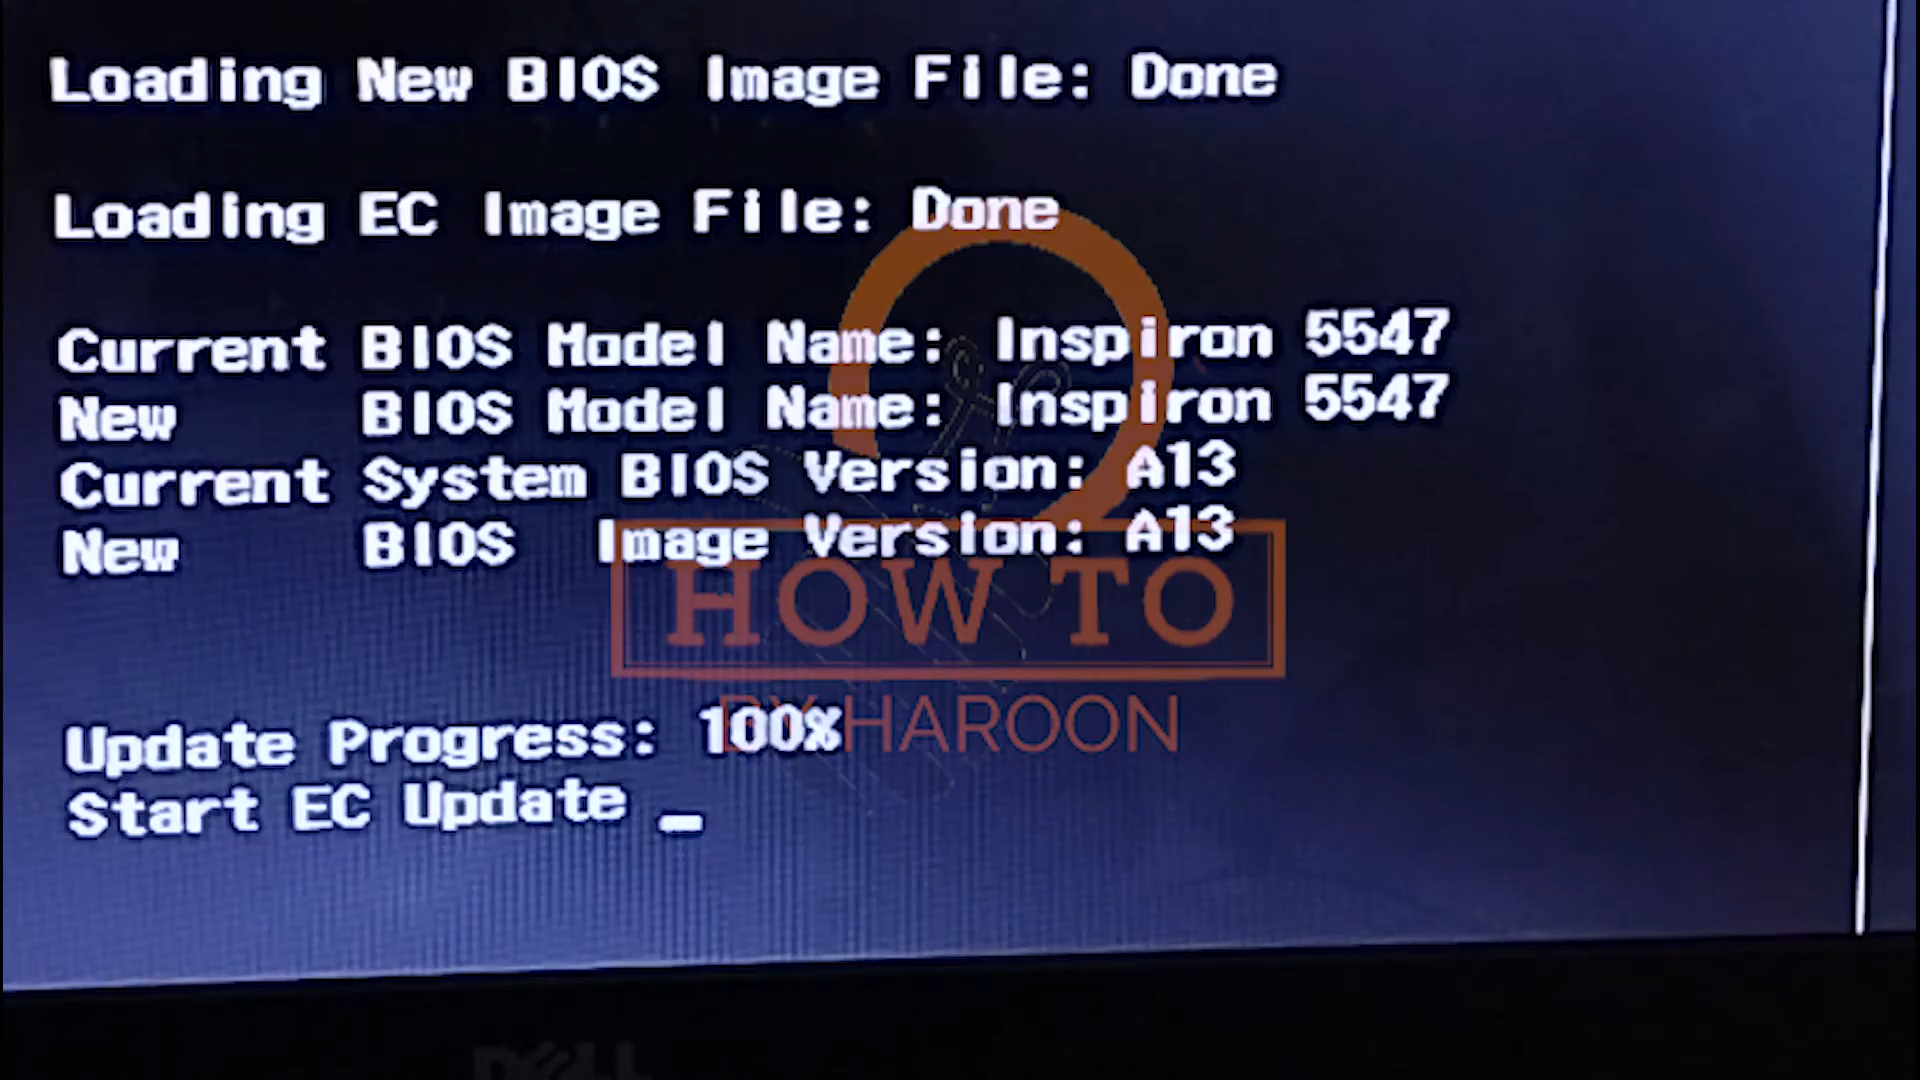 Loading New BIOS Image File: Done
Loading EC Image File: Done
Current BIOS Model Name: Inspiron 5547
New BIOS Model Name: Inspiron 5547
Current System BIOS Version: A13
New BIOS Image Version: A13
HOW TO
BY HAROON
Update Progress: 100%
Start EC Update _
DELL